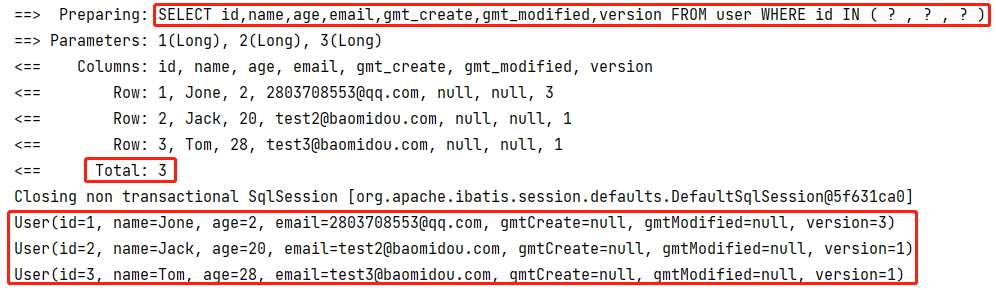 ==>  Preparing: SELECT id,name,age,email,gmt_create,gmt_modified,version FROM user WHERE id IN ( ? , ? , ? )
==> Parameters: 1(Long), 2(Long), 3(Long)
<==    Columns: id, name, age, email, gmt_create, gmt_modified, version
<==        Row: 1, Jone, 2, 2803708553@qq.com, null, null, 3
<==        Row: 2, Jack, 20, test2@baomidou.com, null, null, 1
<==        Row: 3, Tom, 28, test3@baomidou.com, null, null, 1
<==      Total: 3
Closing non transactional SqlSession [org.apache.ibatis.session.defaults.DefaultSqlSession@5f631ca0]
User(id=1, name=Jone, age=2, email=2803708553@qq.com, gmtCreate=null, gmtModified=null, version=3)
User(id=2, name=Jack, age=20, email=test2@baomidou.com, gmtCreate=null, gmtModified=null, version=1)
User(id=3, name=Tom, age=28, email=test3@baomidou.com, gmtCreate=null, gmtModified=null, version=1)